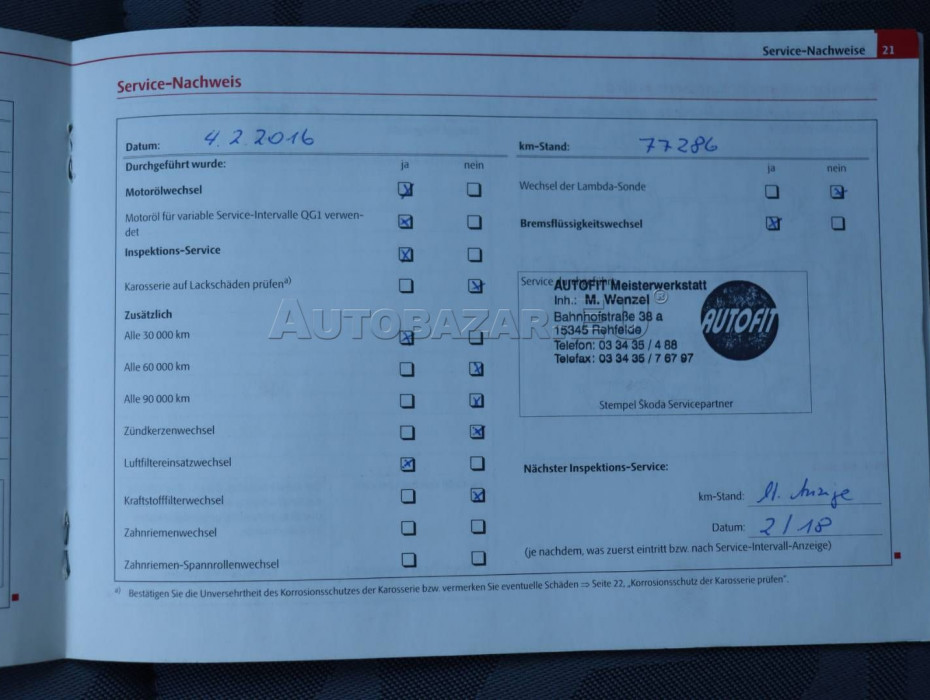 Service-Nachweise 21
Service-Nachweis
Datum: 4.2.2016
km-Stand: 77286
Durchgeführt wurde: ja nein
ja nein
Motorölwechsel
Wechsel der Lambda-Sonde
Motoröl für variable Service-Intervalle QG1 verwen-
det
Bremsflüssigkeitswechsel
Inspektions-Service
Karosserie auf Lackschäden prüfen a)
Zusätzlich
Alle 30 000 km
Alle 60 000 km
Alle 90 000 km
Zündkerzenwechsel
Luftfiltereinsatzwechsel
Kraftstofffilterwechsel
Zahnriemenwechsel
Zahnriemen-Spannrollenwechsel
Service
AUTOFIT Meisterwerkstatt
Inh.: M. Wenzel
Bahnhofstraße 38 a
15345 Rehfelde
Telefon: 03 34 35 / 4 88
Telefax: 03 34 35 / 7 67 97
AUTOFIT
Stempel Škoda Servicepartner
Nächster Inspektions-Service:
km-Stand: lt. Anzeige
Datum: 2/18
(je nachdem, was zuerst eintritt bzw. nach Service-Intervall-Anzeige)
a) Bestätigen Sie die Unversehrtheit des Korrosionsschutzes der Karosserie bzw. vermerken Sie eventuelle Schäden ⇒ Seite 22, „Korrosionsschutz der Karosserie prüfen".